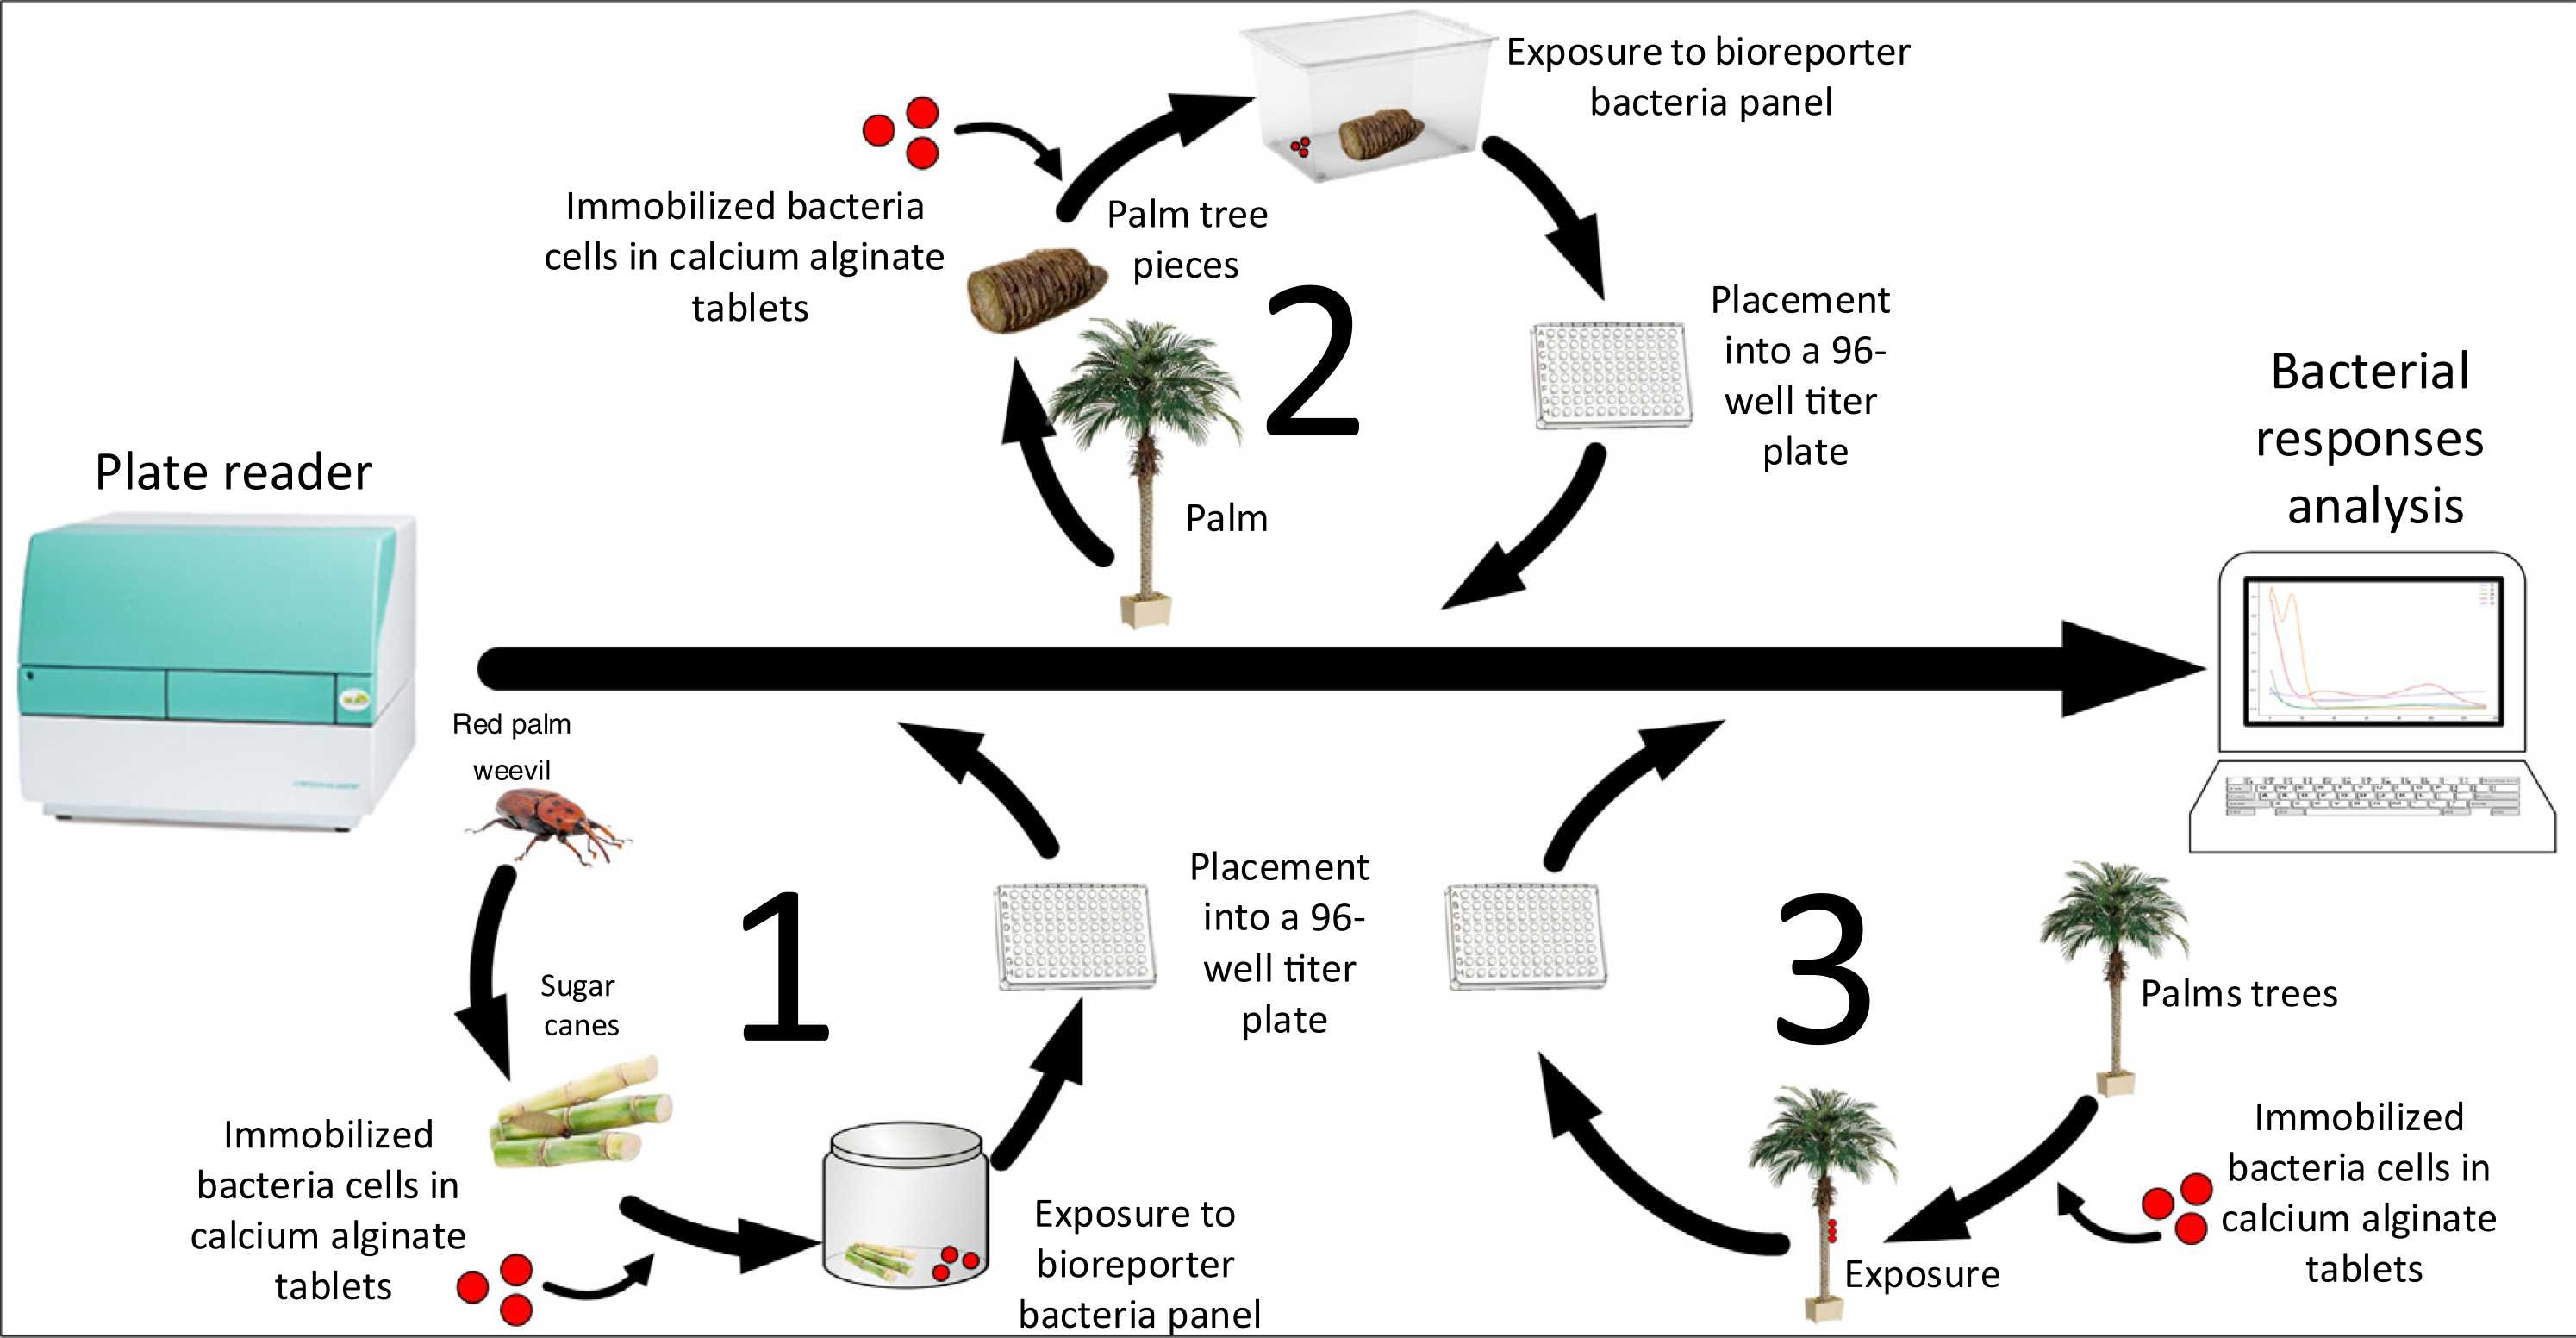 Exposure to bioreporter
bacteria panel
Immobilized bacteria
cells in calcium alginate
tablets
Palm tree
pieces
2
Placement
into a 96-
well titer
plate
Palm
Bacterial
responses
analysis
Plate reader
Red palm
weevil
Sugar
canes
1
Immobilized
bacteria cells in
calcium alginate
tablets
Exposure to
bioreporter
bacteria panel
Placement
into a 96-
well titer
plate
3
Palms trees
Immobilized
bacteria cells in
calcium alginate
tablets
Exposure